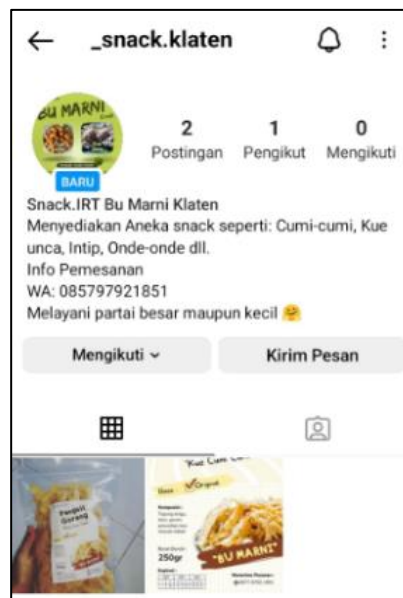 _snack.klaten
BU MARNI
BARU
2
Postingan
1
Pengikut
0
Mengikuti
Snack.IRT Bu Marni Klaten
Menyediakan Aneka snack seperti: Cumi-cumi, Kue
unca, Intip, Onde-onde dll.
Info Pemesanan
WA: 085797921851
Melayani partai besar maupun kecil 🤗
Mengikuti
Kirim Pesan
Goreng
Kue
Original
250gr
"BU MARNI"